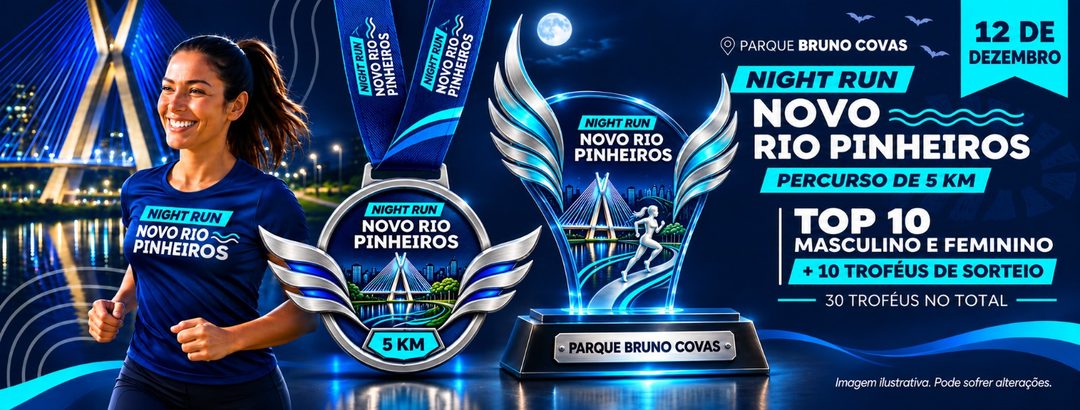 NIGHT RUN
NOVO RIO
PINHEIROS
NIGHT RUN
NOVO RIO
PINHEIROS
NIGHT RUN
NOVO RIO
PINHEIROS
NIGHT RUN
NOVO RIO
PINHEIROS
5 KM
NIGHT RUN
NOVO RIO
PINHEIROS
PARQUE BRUNO COVAS
PARQUE BRUNO COVAS
12 DE
DEZEMBRO
NIGHT RUN
NOVO
RIO PINHEIROS
PERCURSO DE 5 KM
TOP 10
MASCULINO E FEMININO
+ 10 TROFÉUS DE SORTEIO
30 TROFÉUS NO TOTAL
Imagem ilustrativa. Pode sofrer alterações.